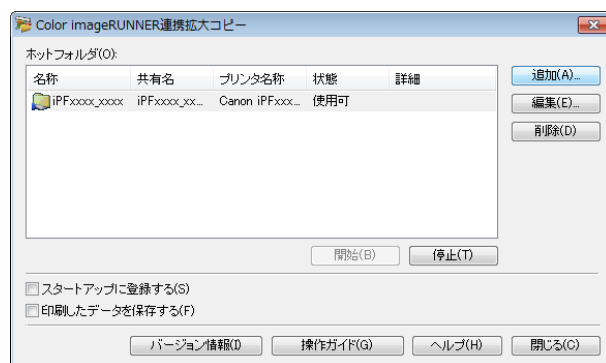 Color imageRUNNER連携拡大コピー
ホットフォルダ(O):
名称 共有名 プリンタ名称 状態 詳細
iPFxxxx_xxxx iPFxxxx_xx... Canon iPFxxx... 使用可
追加(A)...
編集(E)...
削除(D)
開始(B) 停止(T)
スタートアップに登録する(S)
印刷したデータを保存する(F)
バージョン情報(I) 操作ガイド(G) ヘルプ(H) 閉じる(C)